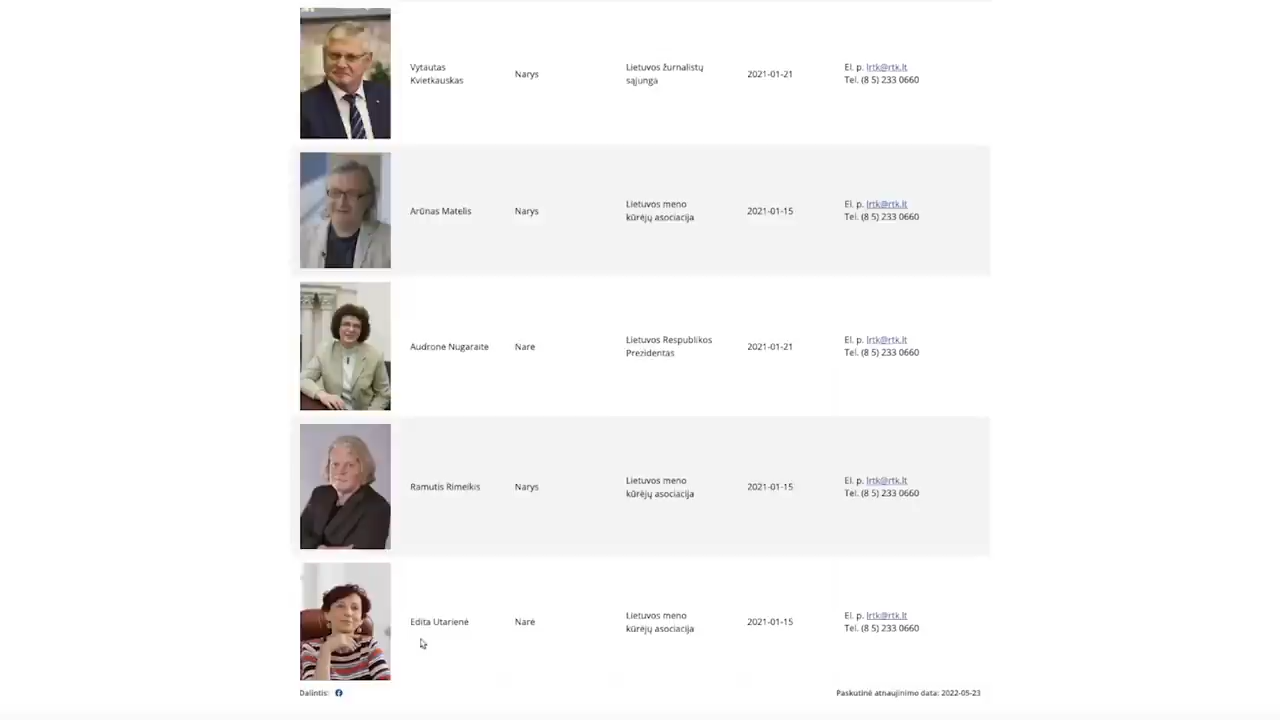 Vytautas
Kvietkauskas
Narys
Lietuvos žurnalistų
sąjunga
2021-01-21
El. p. lrtk@rtk.lt
Tel. (8 5) 233 0660
Arūnas Matelis
Narys
Lietuvos meno
kūrėjų asociacija
2021-01-15
El. p. lrtk@rtk.lt
Tel. (8 5) 233 0660
Audronė Nugaraitė
Narė
Lietuvos Respublikos
Prezidentas
2021-01-21
El. p. lrtk@rtk.lt
Tel. (8 5) 233 0660
Ramutis Rimeikis
Narys
Lietuvos meno
kūrėjų asociacija
2021-01-15
El. p. lrtk@rtk.lt
Tel. (8 5) 233 0660
Edita Utarienė
Narė
Lietuvos meno
kūrėjų asociacija
2021-01-15
El. p. lrtk@rtk.lt
Tel. (8 5) 233 0660
Dalintis:
Paskutinė atnaujinimo data: 2022-05-23